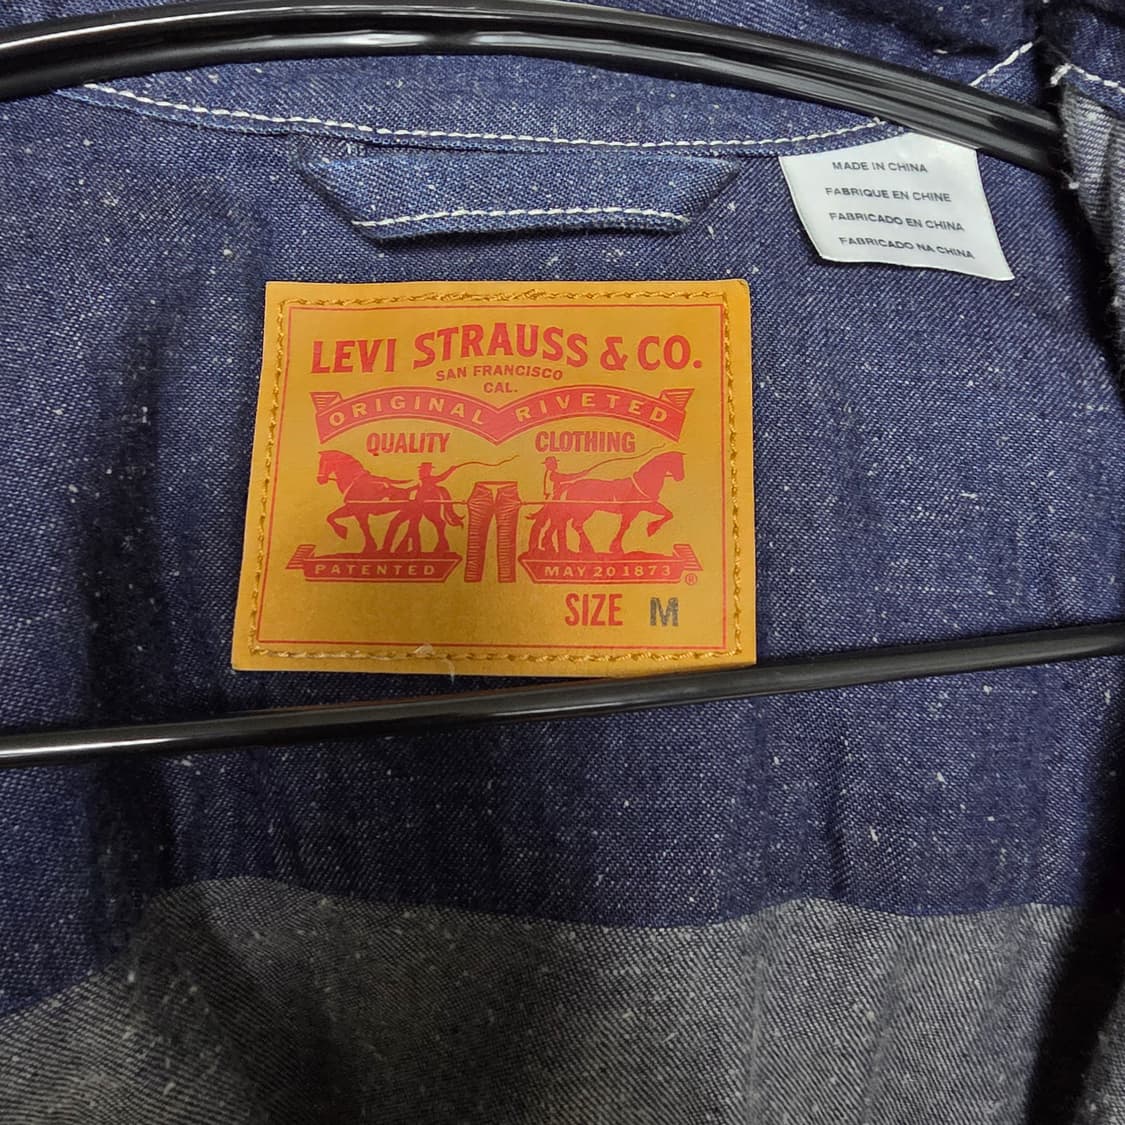 MADE IN CHINA
FABRIQUE EN CHINE
FABRICADO EN CHINA
FABRICADO NA CHINA
LEVI STRAUSS & CO.
SAN FRANCISCO
CAL.
ORIGINAL RIVETED
QUALITY CLOTHING
PATENTED MAY 20 1873 ®
SIZE M